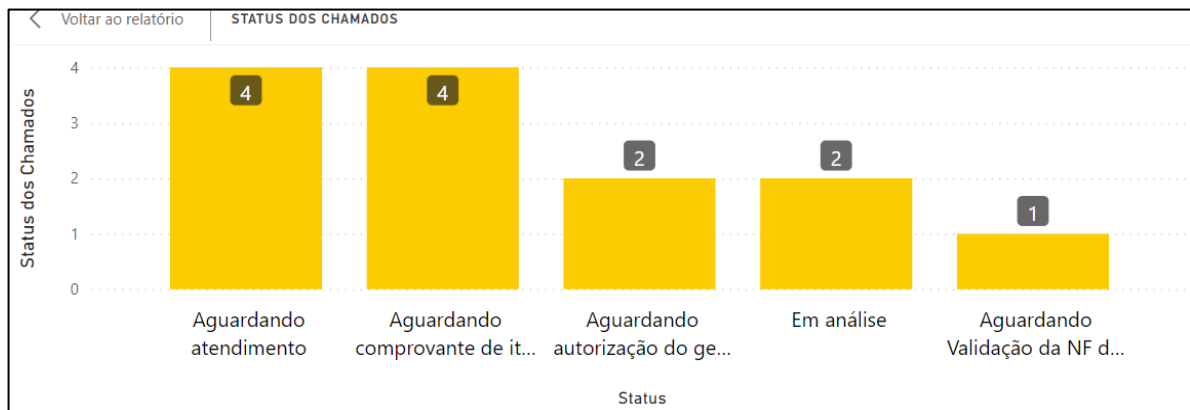 Voltar ao relatório
STATUS DOS CHAMADOS
Status dos Chamados
4
3
2
1
0
4
4
2
2
1
Aguardando
atendimento
Aguardando
comprovante de it...
Aguardando
autorização do ge...
Em análise
Aguardando
Validação da NF d...
Status